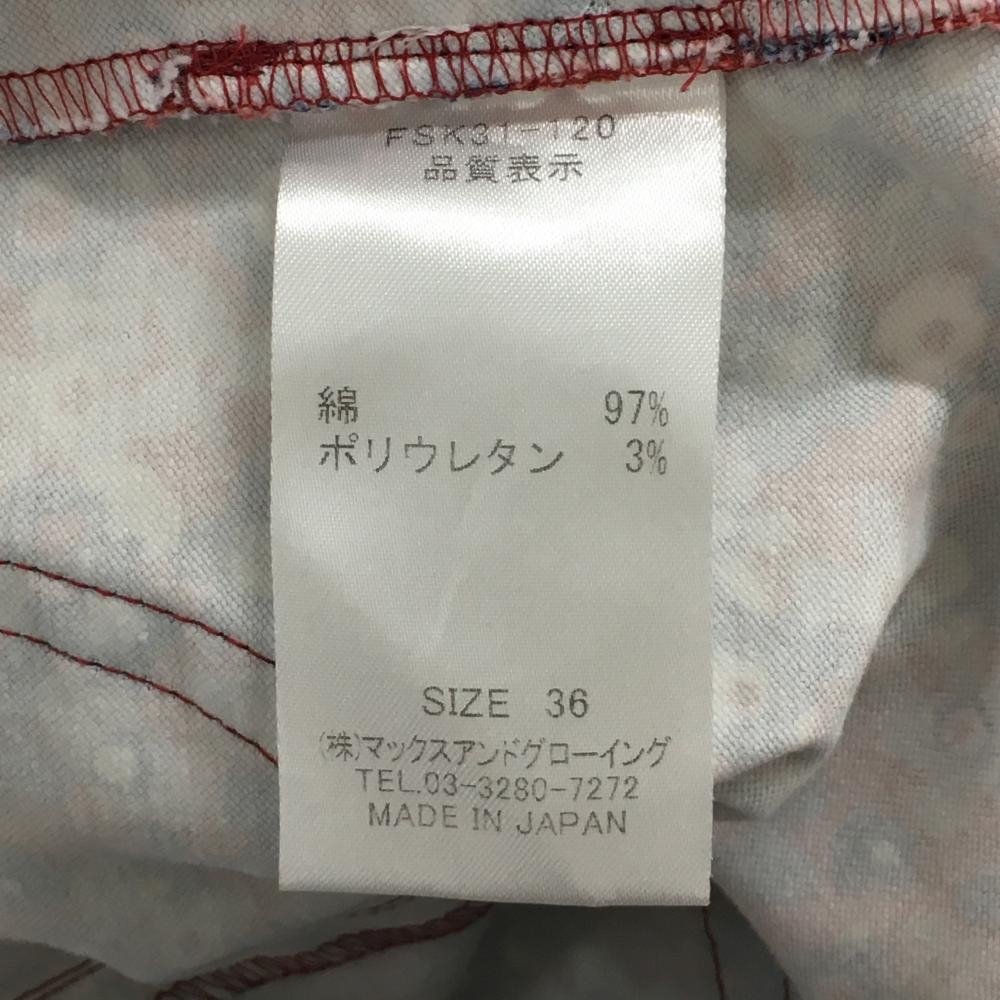 FSK31-120
品質表示
綿 97%
ポリウレタン 3%
SIZE 36
(株)マックスアンドグローイング
TEL.03-3280-7272
MADE IN JAPAN